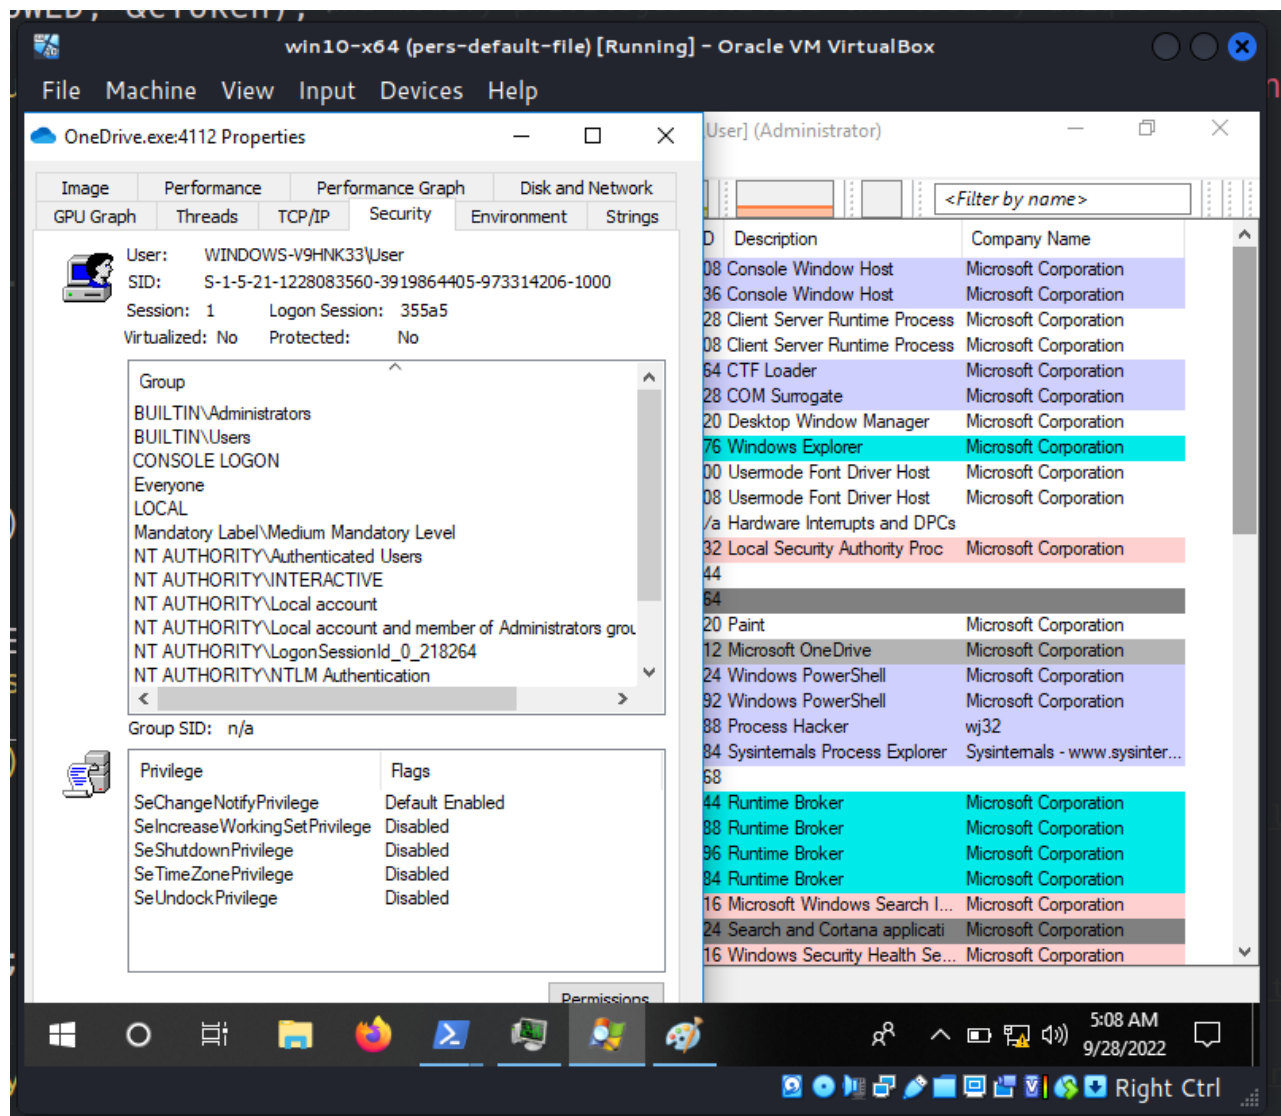 OWED, &CTORCH);
win10-x64 (pers-default-file) [Running] - Oracle VM VirtualBox
File Machine View Input Devices Help
OneDrive.exe:4112 Properties
User] (Administrator)
Image Performance Performance Graph Disk and Network
GPU Graph Threads TCP/IP Security Environment Strings
<Filter by name>
User: WINDOWS-V9HNK33\User
SID: S-1-5-21-1228083560-3919864405-973314206-1000
Session: 1 Logon Session: 355a5
Virtualized: No Protected: No
Group
BUILTIN\Administrators
BUILTIN\Users
CONSOLE LOGON
Everyone
LOCAL
Mandatory Label\Medium Mandatory Level
NT AUTHORITY\Authenticated Users
NT AUTHORITY\INTERACTIVE
NT AUTHORITY\Local account
NT AUTHORITY\Local account and member of Administrators grou
NT AUTHORITY\LogonSessionId_0_218264
NT AUTHORITY\NTLM Authentication
Group SID: n/a
Privilege Flags
SeChangeNotifyPrivilege Default Enabled
SeIncreaseWorkingSetPrivilege Disabled
SeShutdownPrivilege Disabled
SeTimeZonePrivilege Disabled
SeUndockPrivilege Disabled
Permissions
D Description Company Name
08 Console Window Host Microsoft Corporation
36 Console Window Host Microsoft Corporation
28 Client Server Runtime Process Microsoft Corporation
08 Client Server Runtime Process Microsoft Corporation
64 CTF Loader Microsoft Corporation
28 COM Surrogate Microsoft Corporation
20 Desktop Window Manager Microsoft Corporation
76 Windows Explorer Microsoft Corporation
00 Usermode Font Driver Host Microsoft Corporation
08 Usermode Font Driver Host Microsoft Corporation
/a Hardware Interrupts and DPCs
32 Local Security Authority Proc Microsoft Corporation
44
64
20 Paint Microsoft Corporation
12 Microsoft OneDrive Microsoft Corporation
24 Windows PowerShell Microsoft Corporation
92 Windows PowerShell Microsoft Corporation
88 Process Hacker wj32
84 Sysinternals Process Explorer Sysinternals - www.sysinter...
68
44 Runtime Broker Microsoft Corporation
88 Runtime Broker Microsoft Corporation
96 Runtime Broker Microsoft Corporation
84 Runtime Broker Microsoft Corporation
16 Microsoft Windows Search I... Microsoft Corporation
24 Search and Cortana applicati Microsoft Corporation
16 Windows Security Health Se... Microsoft Corporation
5:08 AM
9/28/2022
Right Ctrl